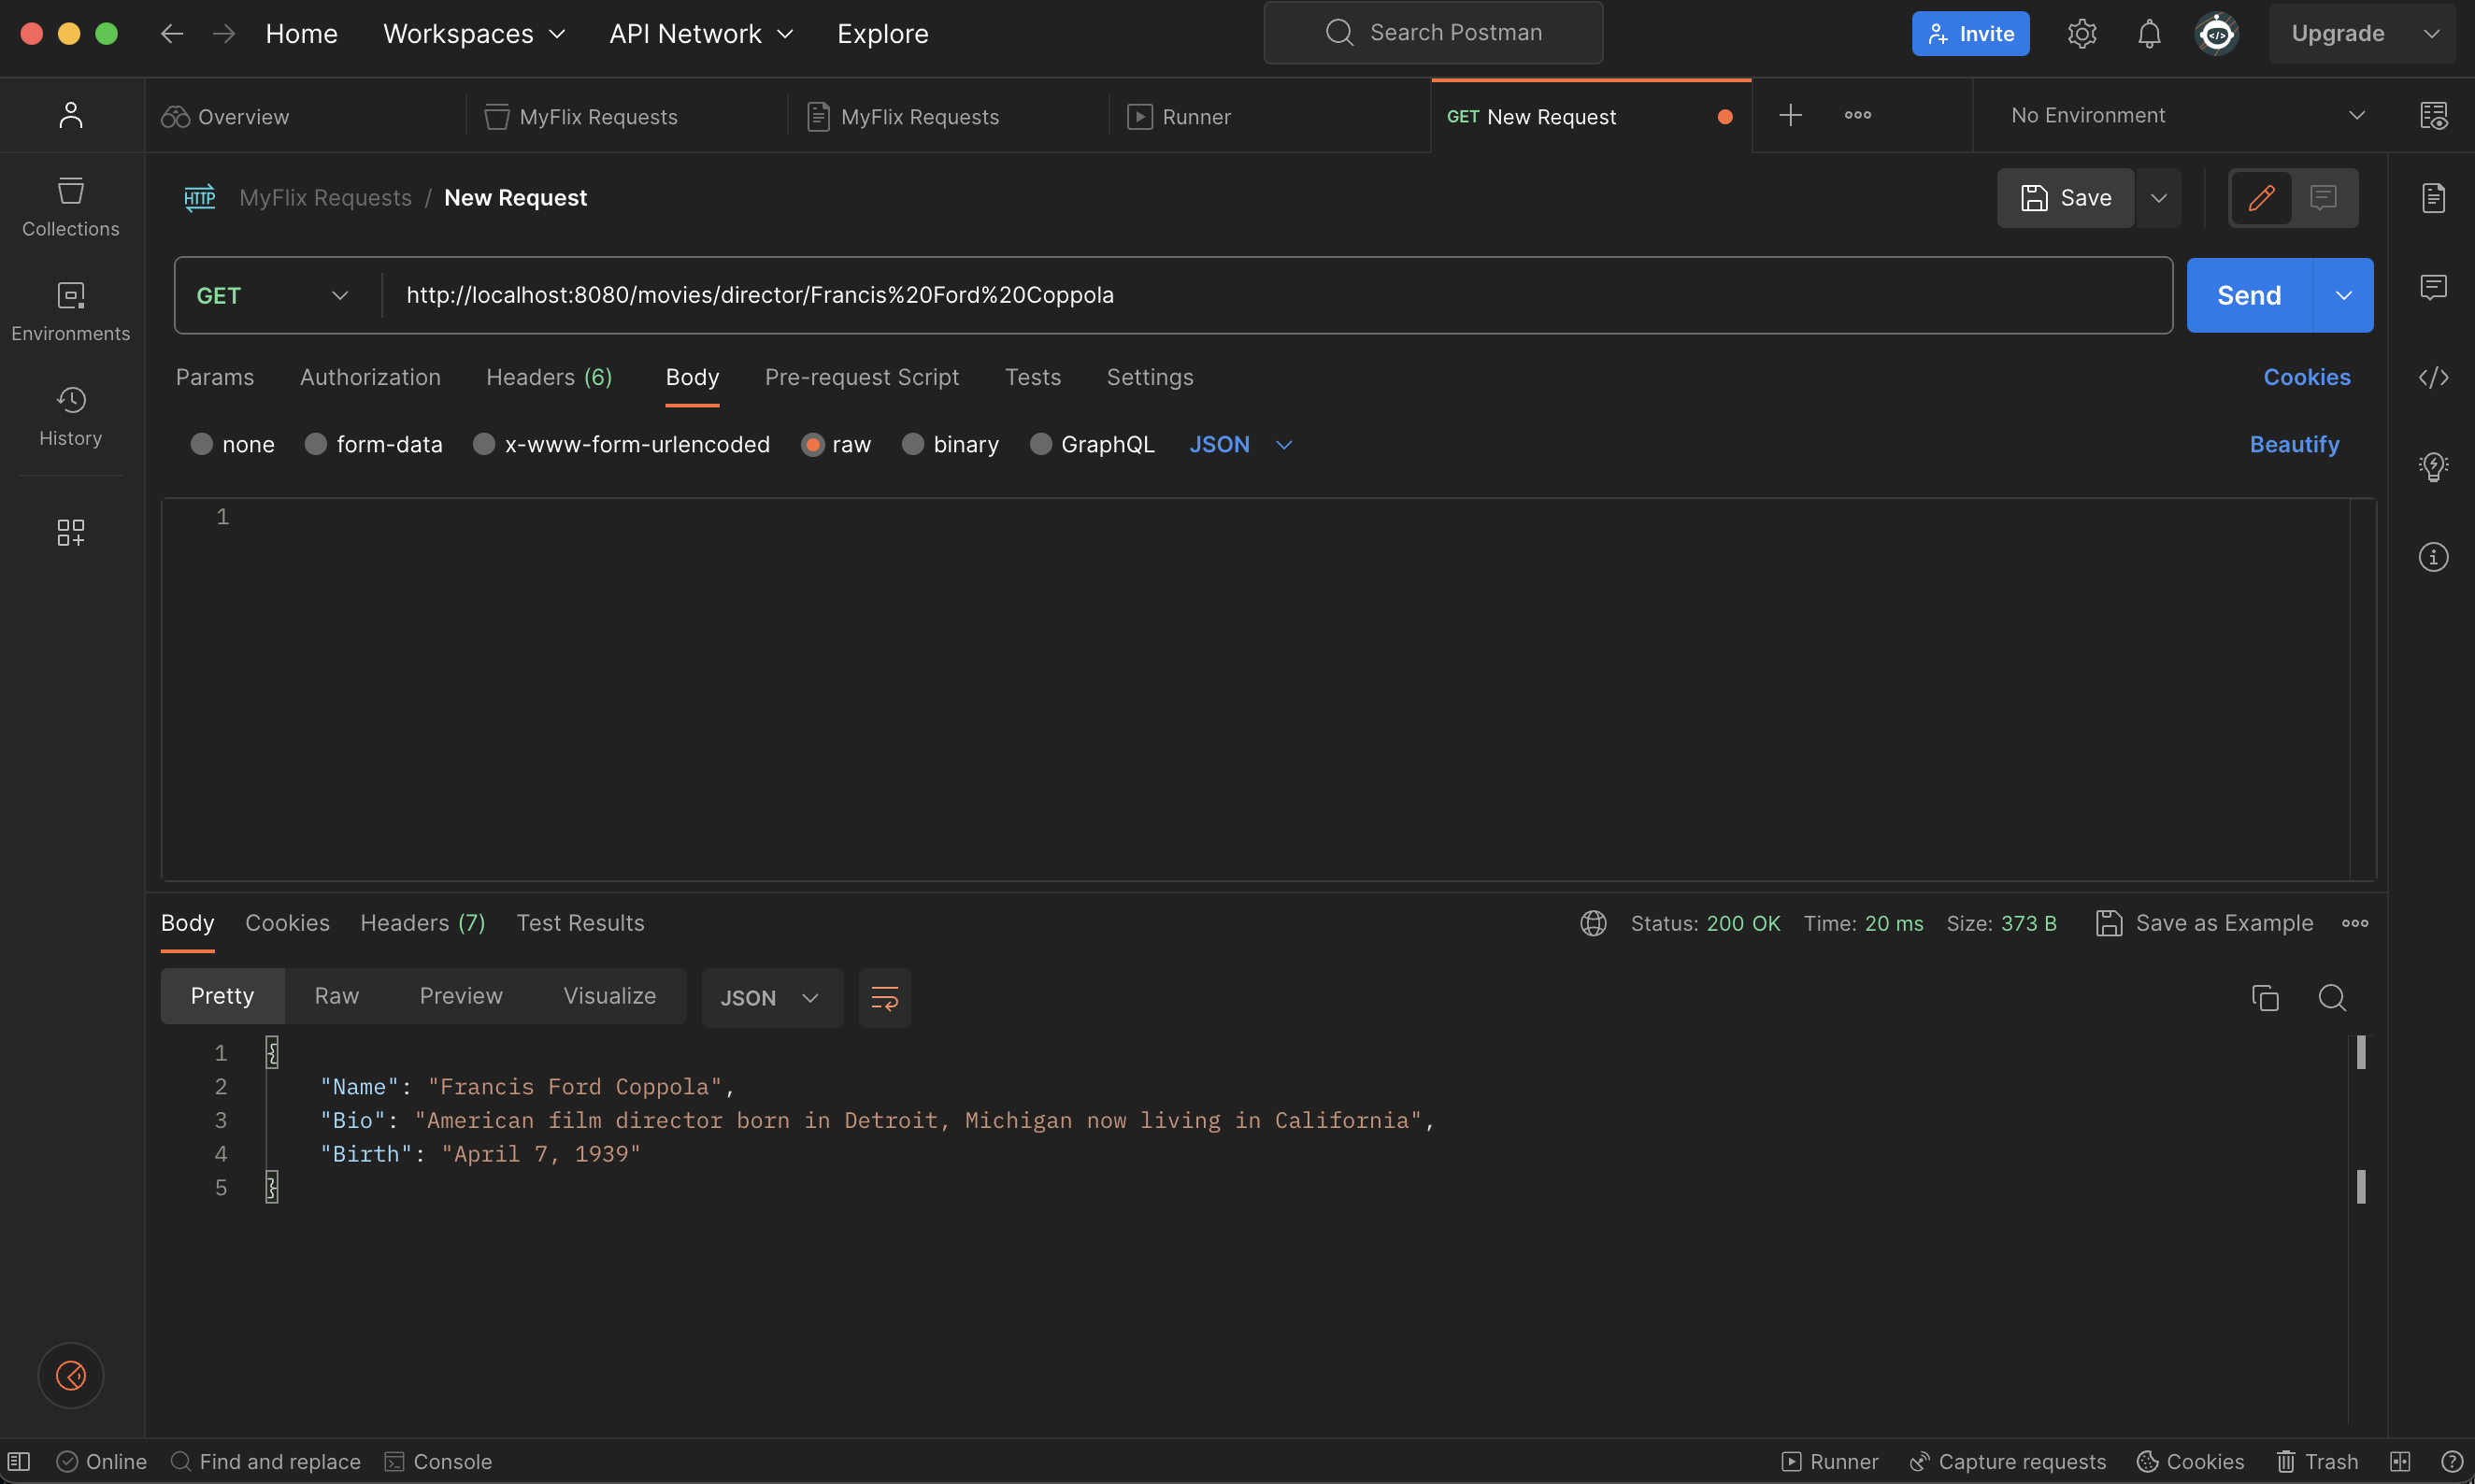 Home Workspaces API Network Explore Search Postman Invite Upgrade
Overview MyFlix Requests MyFlix Requests Runner GET New Request No Environment
HTTP MyFlix Requests / New Request Save
Collections
GET http://localhost:8080/movies/director/Francis%20Ford%20Coppola Send
Environments
Params Authorization Headers (6) Body Pre-request Script Tests Settings Cookies
History
none form-data x-www-form-urlencoded raw binary GraphQL JSON Beautify
1
Body Cookies Headers (7) Test Results Status: 200 OK Time: 20 ms Size: 373 B Save as Example
Pretty Raw Preview Visualize JSON
1 {
2 "Name": "Francis Ford Coppola",
3 "Bio": "American film director born in Detroit, Michigan now living in California",
4 "Birth": "April 7, 1939"
5 }
Online Find and replace Console Runner Capture requests Cookies Trash